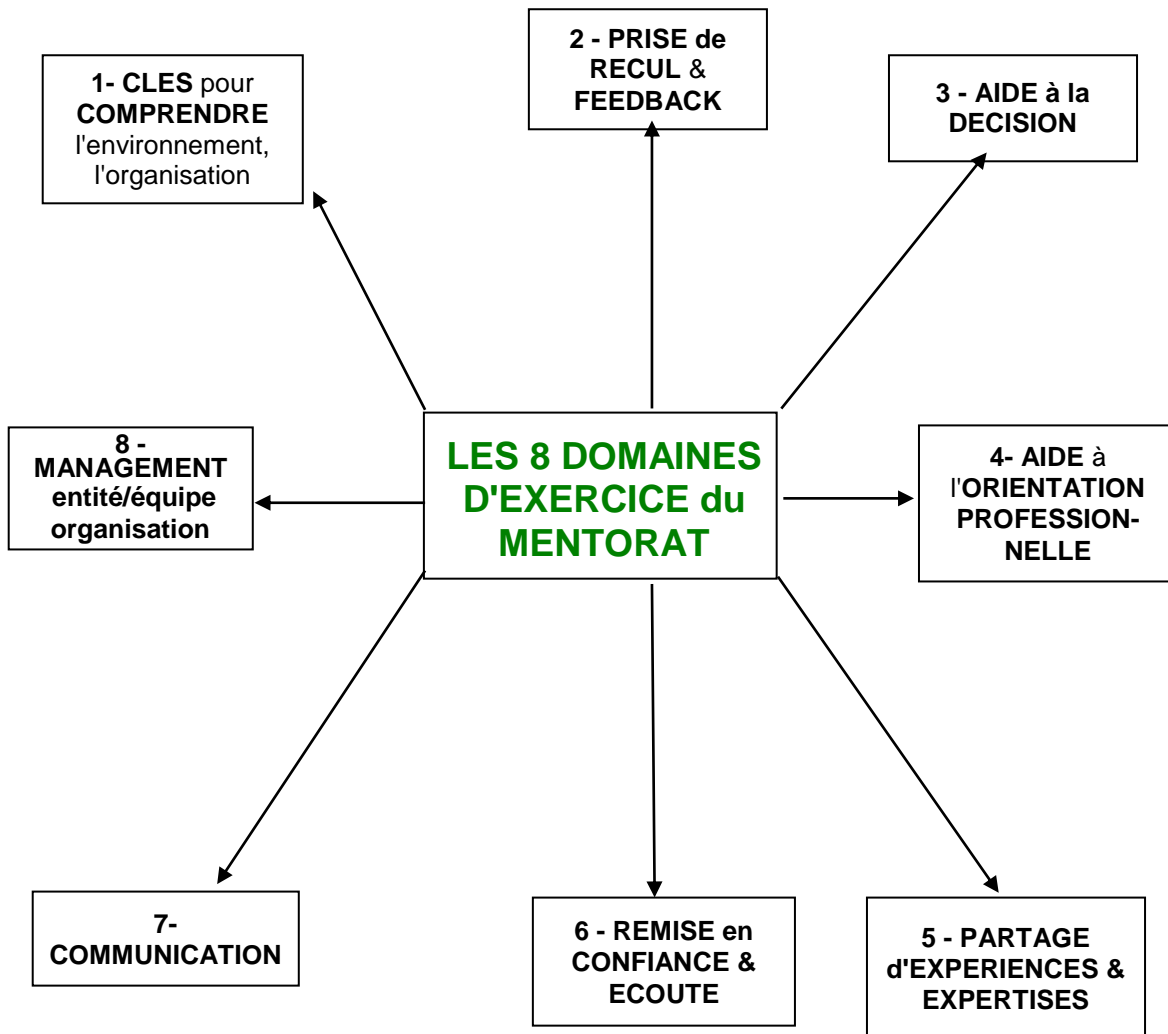 1- CLES pour
COMPRENDRE
l'environnement,
l'organisation
2 - PRISE de
RECUL &
FEEDBACK
3 - AIDE à la
DECISION
8 -
MANAGEMENT
entité/équipe
organisation
LES 8 DOMAINES
D'EXERCICE du
MENTORAT
4- AIDE à
l'ORIENTATION
PROFESSION-
NELLE
7-
COMMUNICATION
6 - REMISE en
CONFIANCE &
ECOUTE
5 - PARTAGE
d'EXPERIENCES &
EXPERTISES